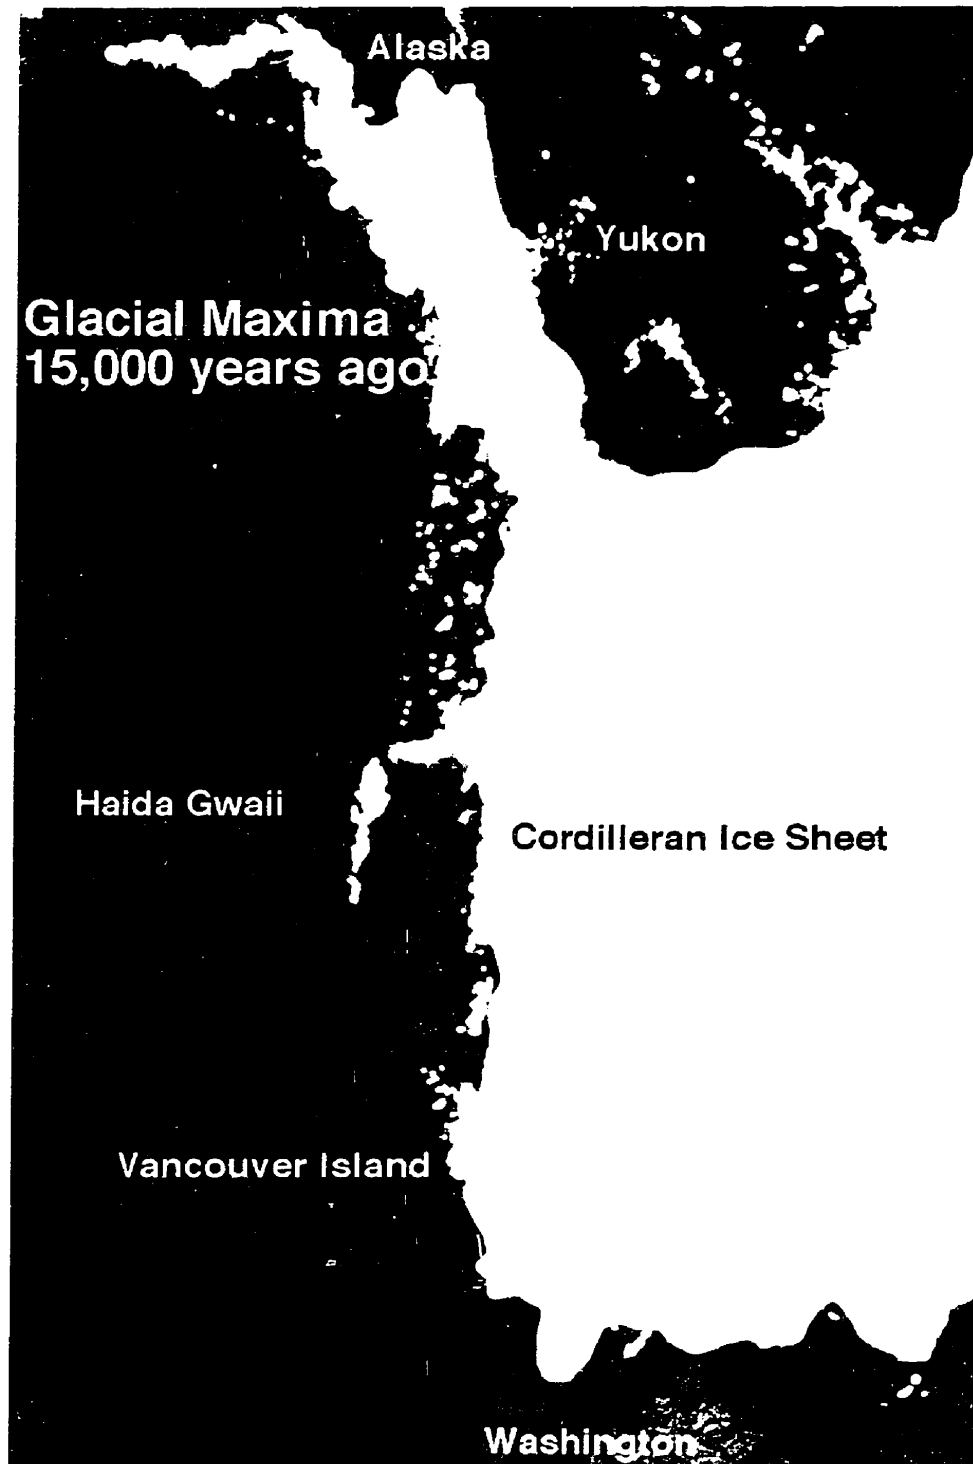 Alaska
Yukon
Glacial Maxima
15,000 years ago
Haida Gwaii
Cordilleran Ice Sheet
Vancouver Island
Washington